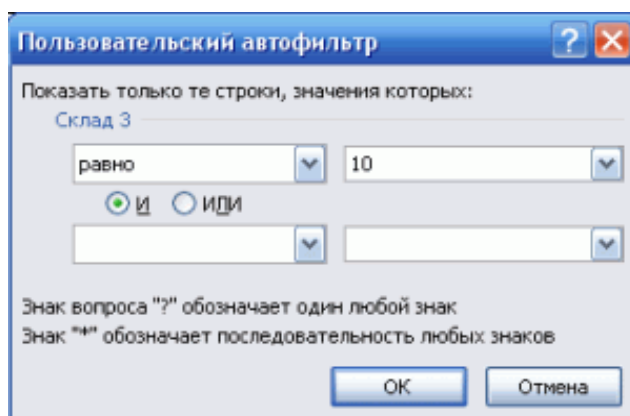 Пользовательский автофильтр
Показать только те строки, значения которых:
Склад 3
равно 10
И ИЛИ
Знак вопроса "?" обозначает один любой знак
Знак "*" обозначает последовательность любых знаков
ОК Отмена